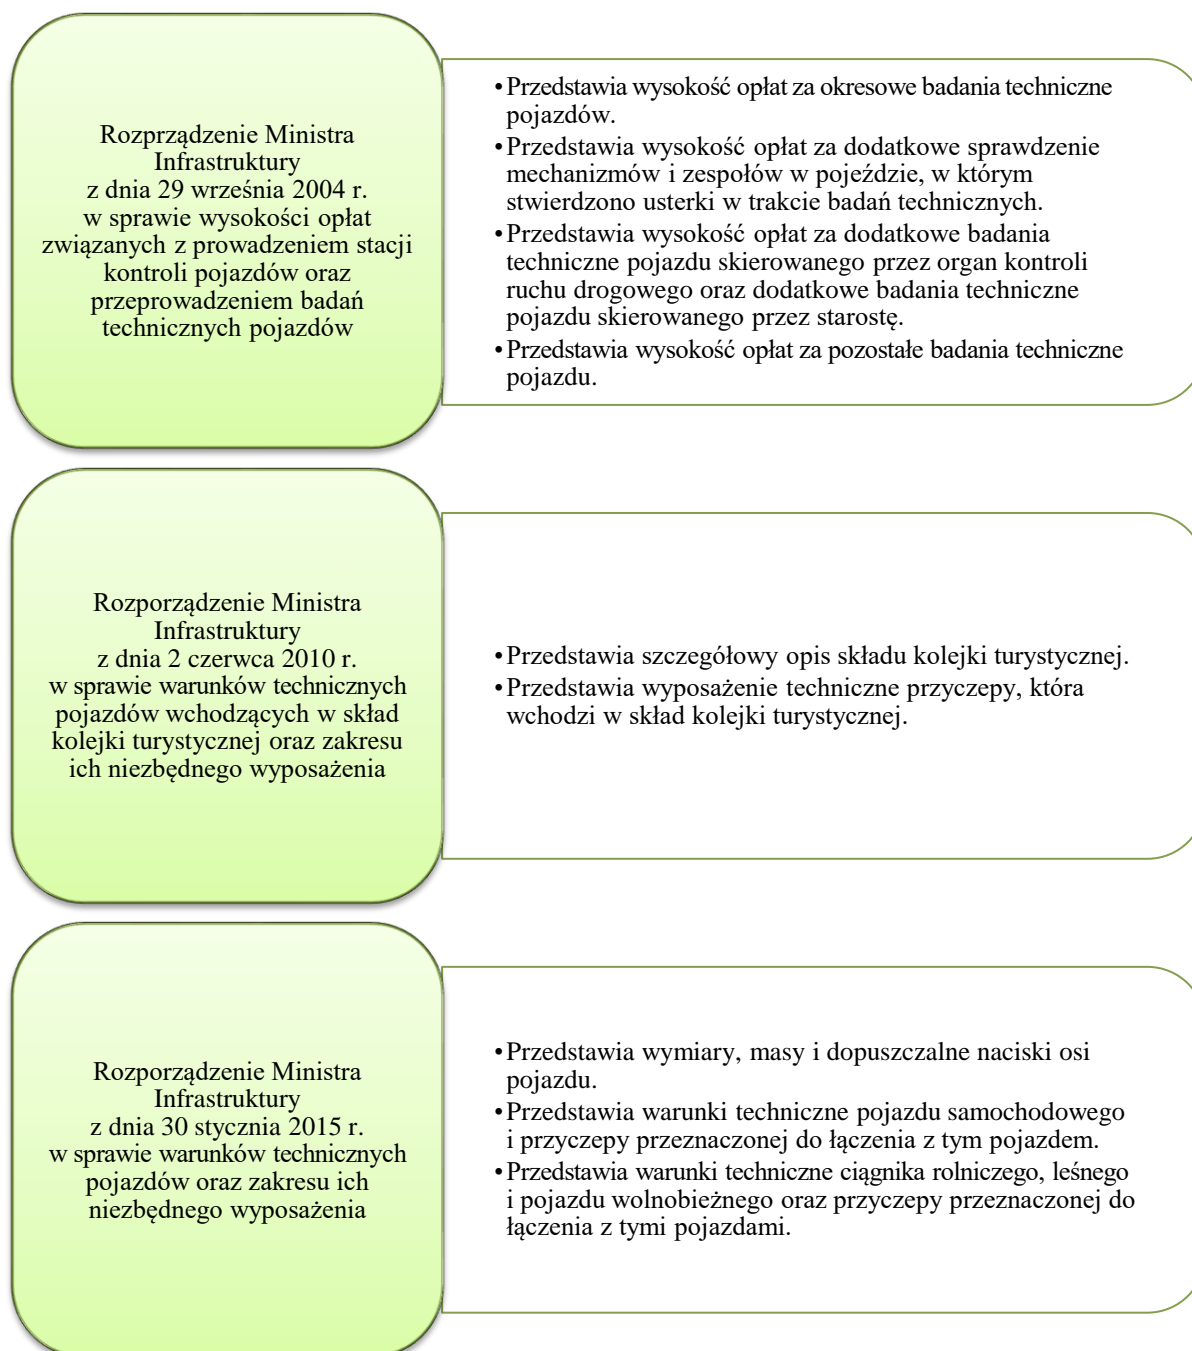 Rozprządzenie Ministra
Infrastruktury
z dnia 29 września 2004 r.
w sprawie wysokości opłat
związanych z prowadzeniem stacji
kontroli pojazdów oraz
przeprowadzeniem badań
technicznych pojazdów
•Przedstawia wysokość opłat za okresowe badania techniczne
pojazdów.
•Przedstawia wysokość opłat za dodatkowe sprawdzenie
mechanizmów i zespołów w pojeździe, w którym
stwierdzono usterki w trakcie badań technicznych.
•Przedstawia wysokość opłat za dodatkowe badania
techniczne pojazdu skierowanego przez organ kontroli
ruchu drogowego oraz dodatkowe badania techniczne
pojazdu skierowanego przez starostę.
•Przedstawia wysokość opłat za pozostałe badania techniczne
pojazdu.
Rozporządzenie Ministra
Infrastruktury
z dnia 2 czerwca 2010 r.
w sprawie warunków technicznych
pojazdów wchodzących w skład
kolejki turystycznej oraz zakresu
ich niezbędnego wyposażenia
•Przedstawia szczegółowy opis składu kolejki turystycznej.
•Przedstawia wyposażenie techniczne przyczepy, która
wchodzi w skład kolejki turystycznej.
Rozporządzenie Ministra
Infrastruktury
z dnia 30 stycznia 2015 r.
w sprawie warunków technicznych
pojazdów oraz zakresu ich
niezbędnego wyposażenia
•Przedstawia wymiary, masy i dopuszczalne naciski osi
pojazdu.
•Przedstawia warunki techniczne pojazdu samochodowego
i przyczepy przeznaczonej do łączenia z tym pojazdem.
•Przedstawia warunki techniczne ciągnika rolniczego, leśnego
i pojazdu wolnobieżnego oraz przyczepy przeznaczonej do
łączenia z tymi pojazdami.